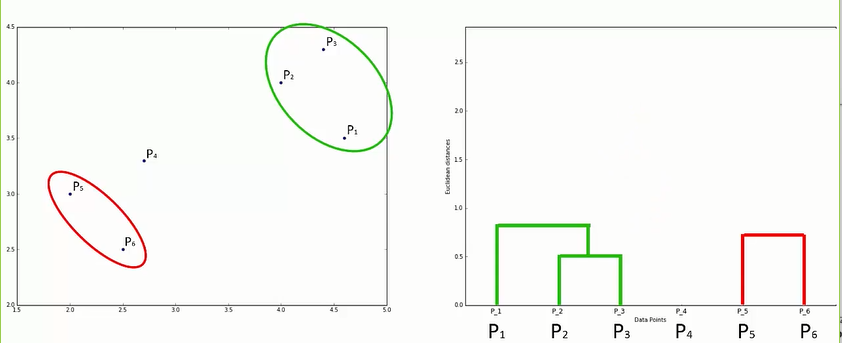 4.5
4.0
3.5
3.0
2.5
2.0
1.5 2.0 2.5 3.0 3.5 4.0 4.5 5.0
P3
P2
P1
P4
P5
P6
2.5
2.0
1.5
1.0
0.5
0.0
Euclidean distances
P_1 P_2 P_3 P_4 P_5 P_6
Data Points
P1 P2 P3 P4 P5 P6